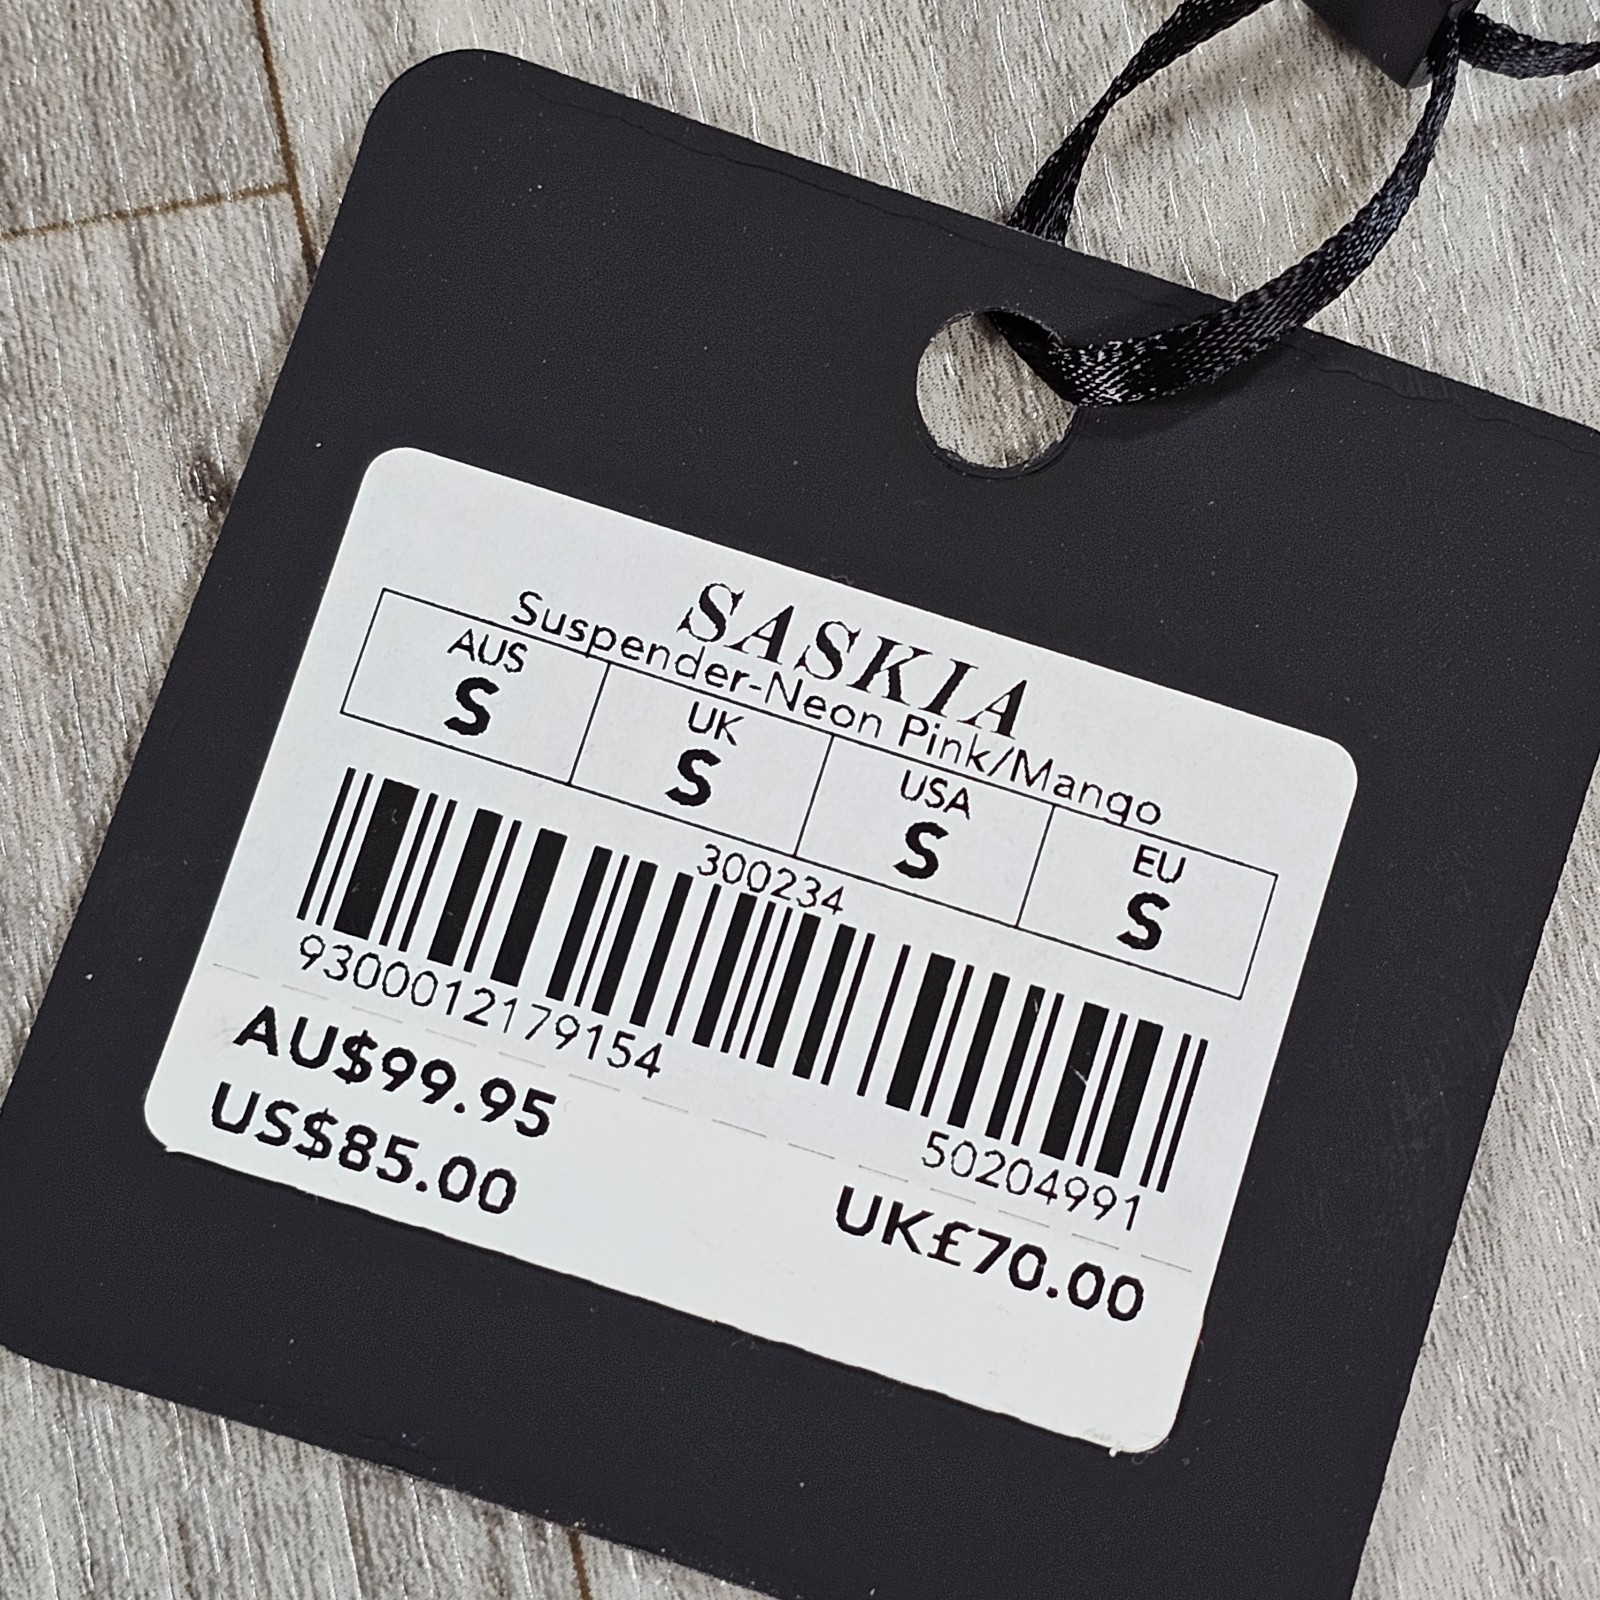 SASKIA
Suspender-Neon Pink/Mango
AUS UK USA EU
S S S S
300234
9300012179154
50204991
AU$99.95
US$85.00 UK£70.00